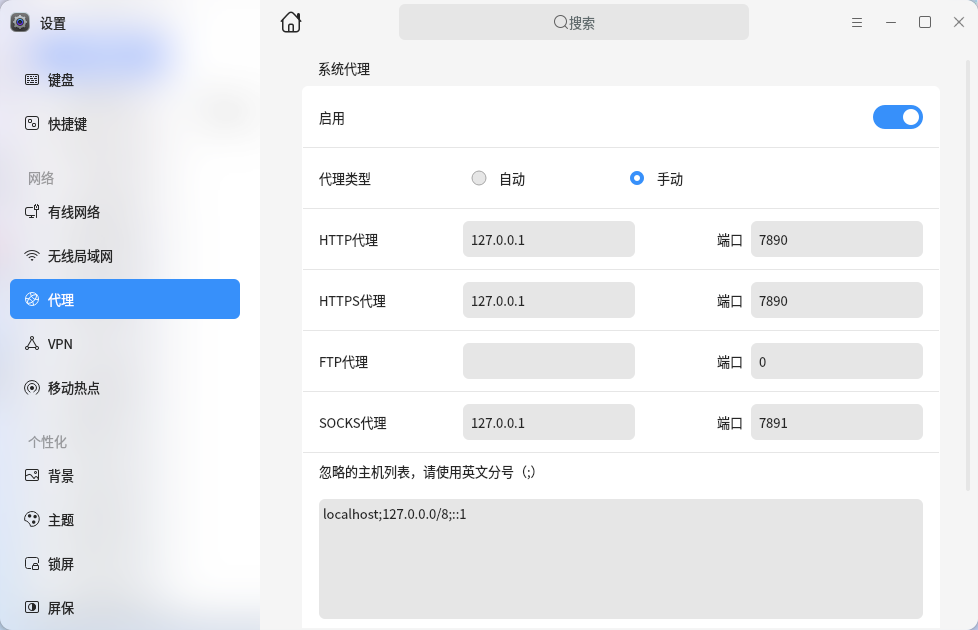 设置
搜索
键盘
快捷键
网络
有线网络
无线局域网
代理
VPN
移动热点
个性化
背景
主题
锁屏
屏保
系统代理
启用
代理类型 自动 手动
HTTP代理 127.0.0.1 端口 7890
HTTPS代理 127.0.0.1 端口 7890
FTP代理 端口 0
SOCKS代理 127.0.0.1 端口 7891
忽略的主机列表，请使用英文分号（;）
localhost;127.0.0.0/8;::1